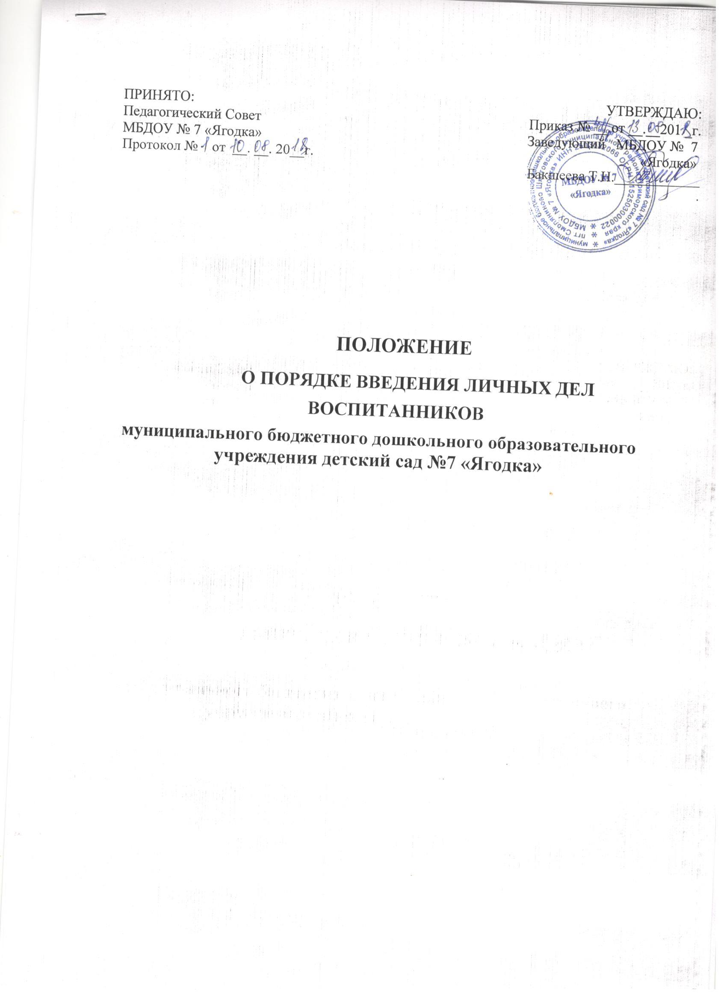 ПРИНЯТО:
Педагогический Совет
МБДОУ № 7 «Ягодка»
Протокол № 1 от 10. 08. 2018г.
УТВЕРЖДАЮ:
Приказ № от 13.08 2018г.
Заведующий МБДОУ № 7
«Ягодка»
Бакшеева Т.Н.
МБДОУ № 7
«Ягодка»
ПОЛОЖЕНИЕ
О ПОРЯДКЕ ВВЕДЕНИЯ ЛИЧНЫХ ДЕЛ
ВОСПИТАННИКОВ
муниципального бюджетного дошкольного образовательного
учреждения детский сад №7 «Ягодка»